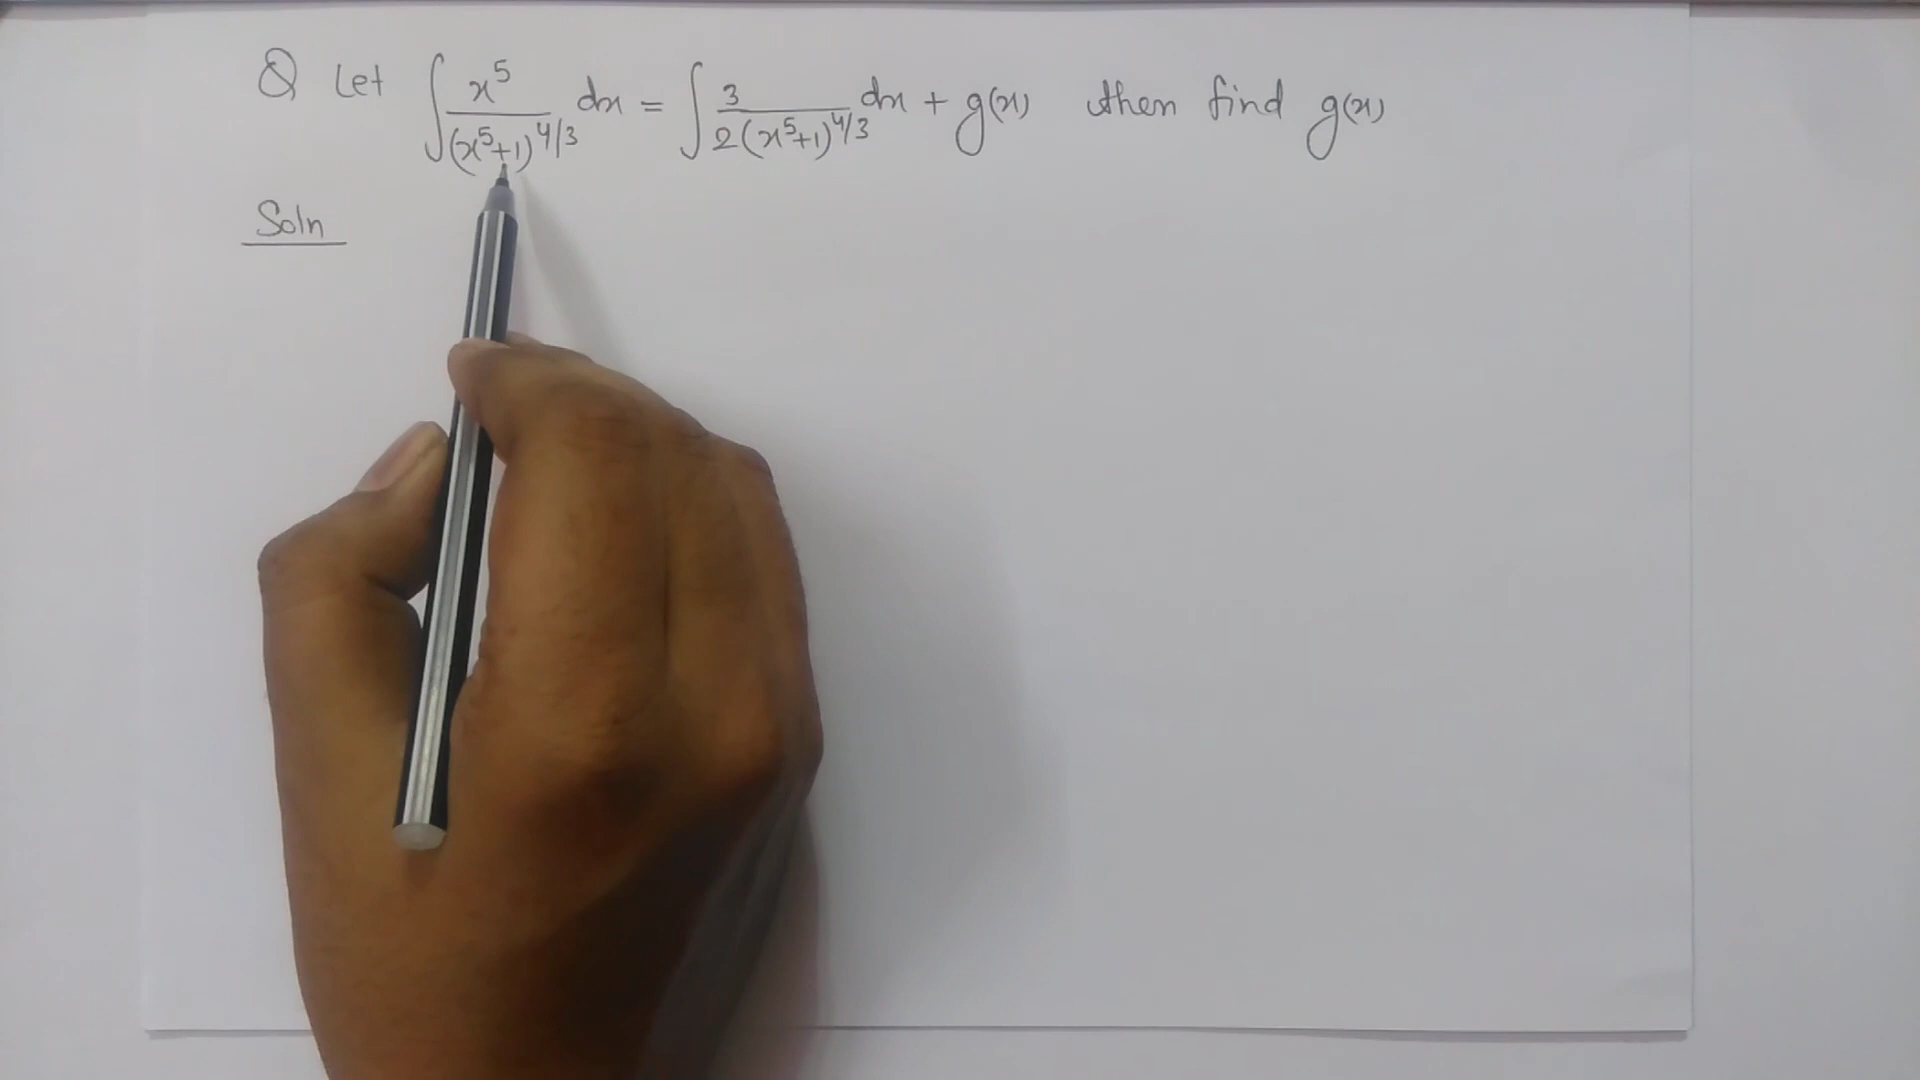 Q Let ∫ x⁵/(x⁵+1)^4/3 dx = ∫ 3/2(x⁵+1)^4/3 dx + g(x) then find g(x)
Soln